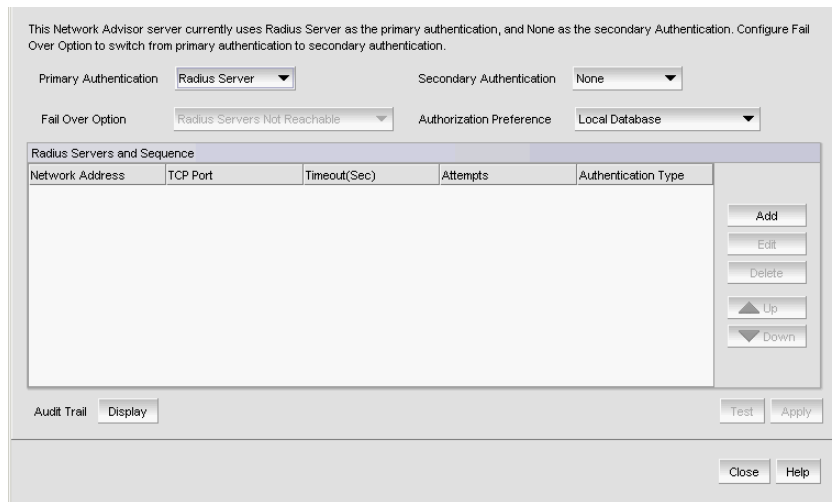 This Network Advisor server currently uses Radius Server as the primary authentication, and None as the secondary Authentication. Configure Fail
Over Option to switch from primary authentication to secondary authentication.
Primary Authentication Radius Server Secondary Authentication None
Fail Over Option Radius Servers Not Reachable Authorization Preference Local Database
Radius Servers and Sequence
Network Address TCP Port Timeout(Sec) Attempts Authentication Type
Add
Edit
Delete
Up
Down
Audit Trail Display Test Apply
Close Help